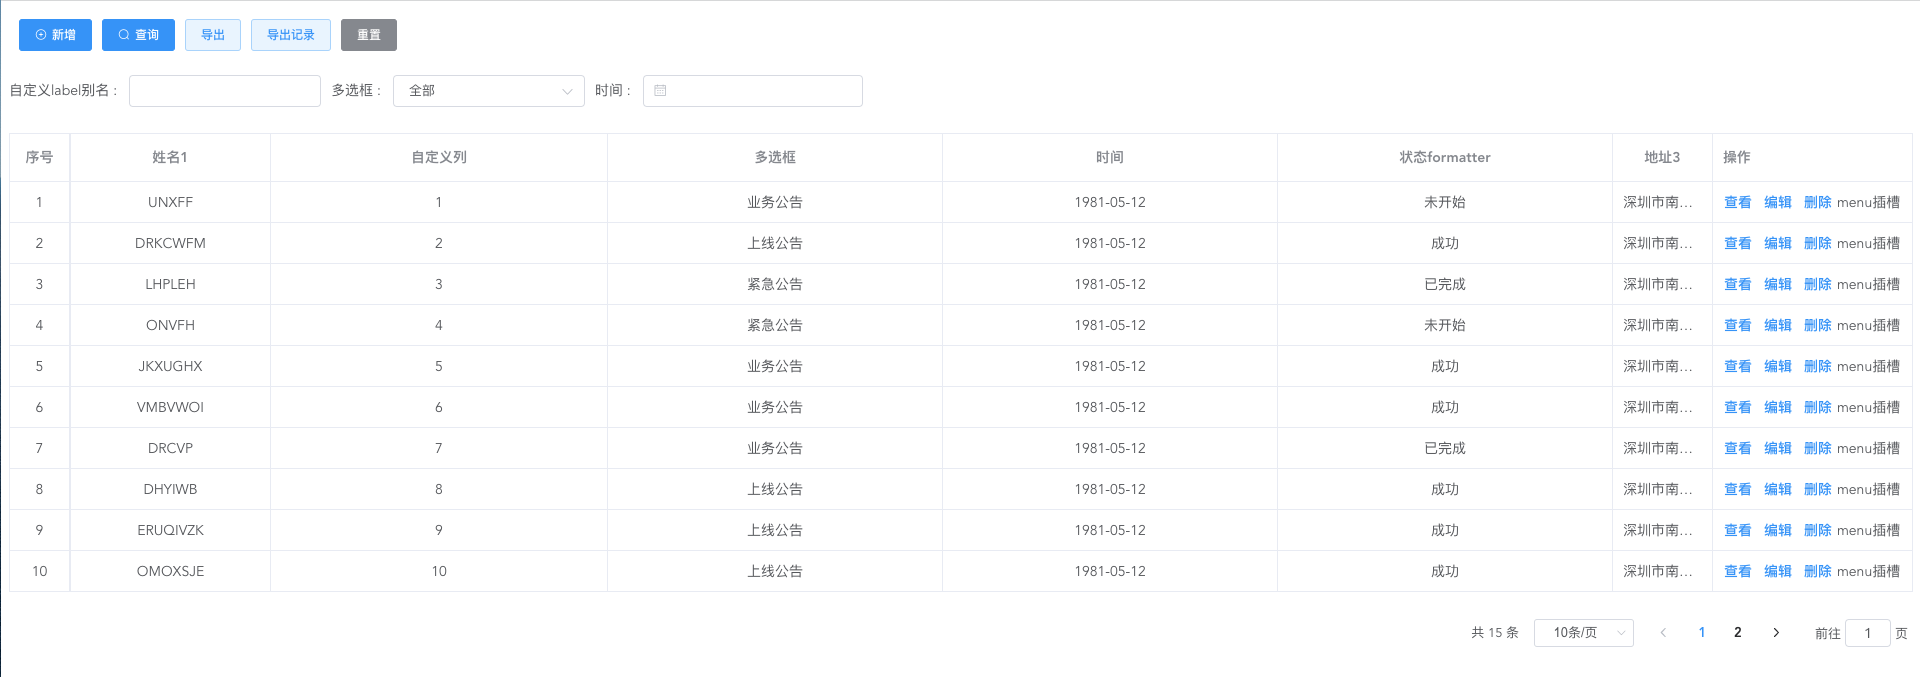 新增 查询 导出 导出记录 重置
自定义label别名： 多选框： 全部 时间：
序号 姓名1 自定义列 多选框 时间 状态formatter 地址3 操作
1 UNXFF 1 业务公告 1981-05-12 未开始 深圳市南... 查看 编辑 删除 menu插槽
2 DRKCWFM 2 上线公告 1981-05-12 成功 深圳市南... 查看 编辑 删除 menu插槽
3 LHPLEH 3 紧急公告 1981-05-12 已完成 深圳市南... 查看 编辑 删除 menu插槽
4 ONVFH 4 紧急公告 1981-05-12 未开始 深圳市南... 查看 编辑 删除 menu插槽
5 JKXUGHX 5 业务公告 1981-05-12 成功 深圳市南... 查看 编辑 删除 menu插槽
6 VMBVWOI 6 业务公告 1981-05-12 成功 深圳市南... 查看 编辑 删除 menu插槽
7 DRCVP 7 业务公告 1981-05-12 已完成 深圳市南... 查看 编辑 删除 menu插槽
8 DHYIWB 8 上线公告 1981-05-12 成功 深圳市南... 查看 编辑 删除 menu插槽
9 ERUQIVZK 9 上线公告 1981-05-12 成功 深圳市南... 查看 编辑 删除 menu插槽
10 OMOXSJE 10 上线公告 1981-05-12 成功 深圳市南... 查看 编辑 删除 menu插槽
共 15 条 10条/页 1 2 前往 1 页